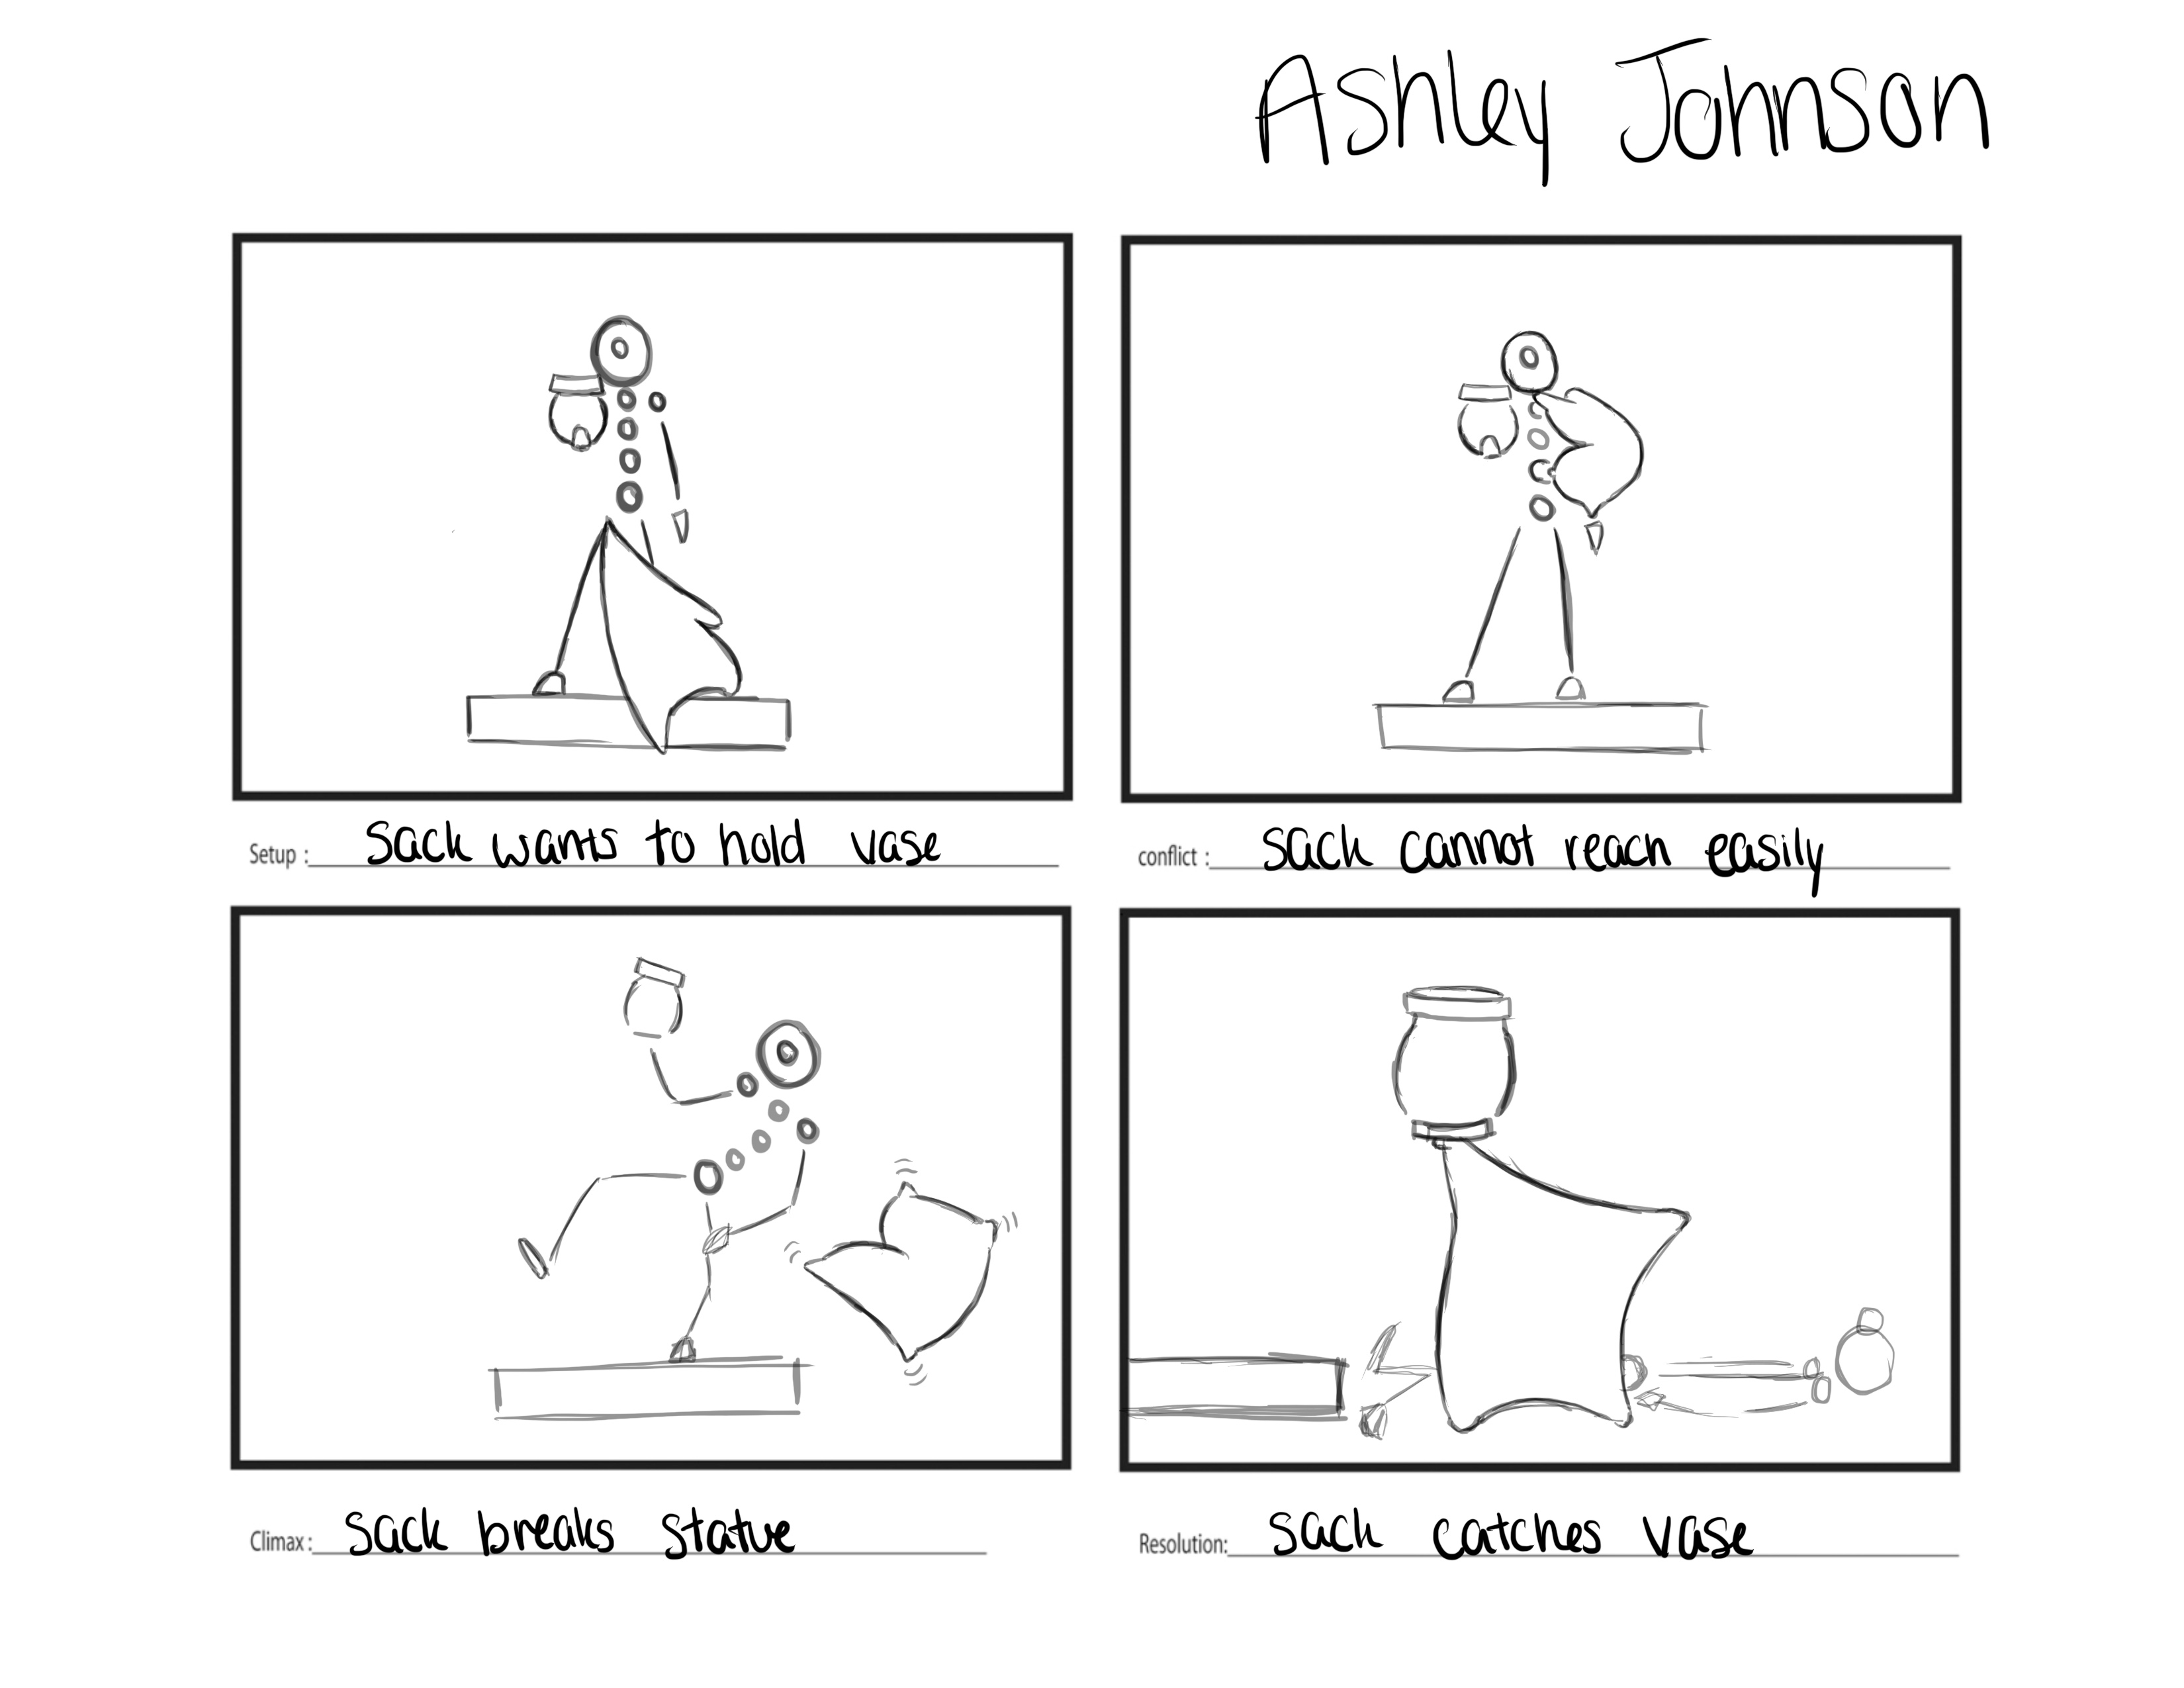 Ashley Johnson
Setup : Sack wants to hold vase
conflict : Sack cannot reach easily
Climax : Sack breaks statue
Resolution: Sack catches vase